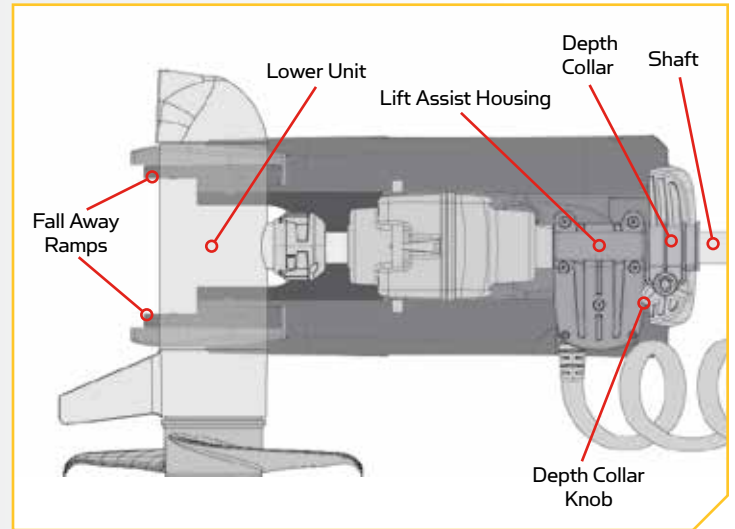 Depth
Collar
Shaft
Lower Unit
Lift Assist Housing
Fall Away
Ramps
Depth Collar
Knob